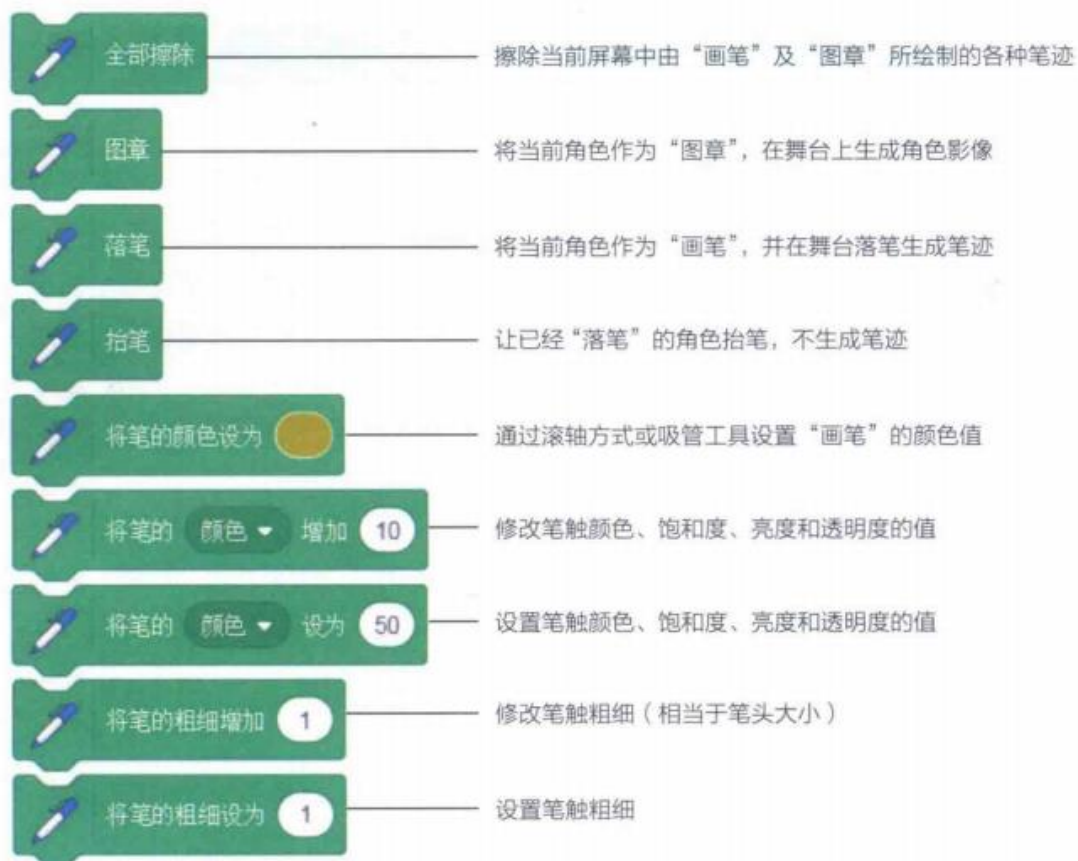 全部擦除 擦除当前屏幕中由“画笔”及“图章”所绘制的各种笔迹
图章 将当前角色作为“图章”，在舞台上生成角色影像
落笔 将当前角色作为“画笔”，并在舞台落笔生成笔迹
抬笔 让已经“落笔”的角色抬笔，不生成笔迹
将笔的颜色设为 通过滚轴方式或吸管工具设置“画笔”的颜色值
将笔的 颜色 增加 10 修改笔触颜色、饱和度、亮度和透明度的值
将笔的 颜色 设为 50 设置笔触颜色、饱和度、亮度和透明度的值
将笔的粗细增加 1 修改笔触粗细（相当于笔头大小）
将笔的粗细设为 1 设置笔触粗细